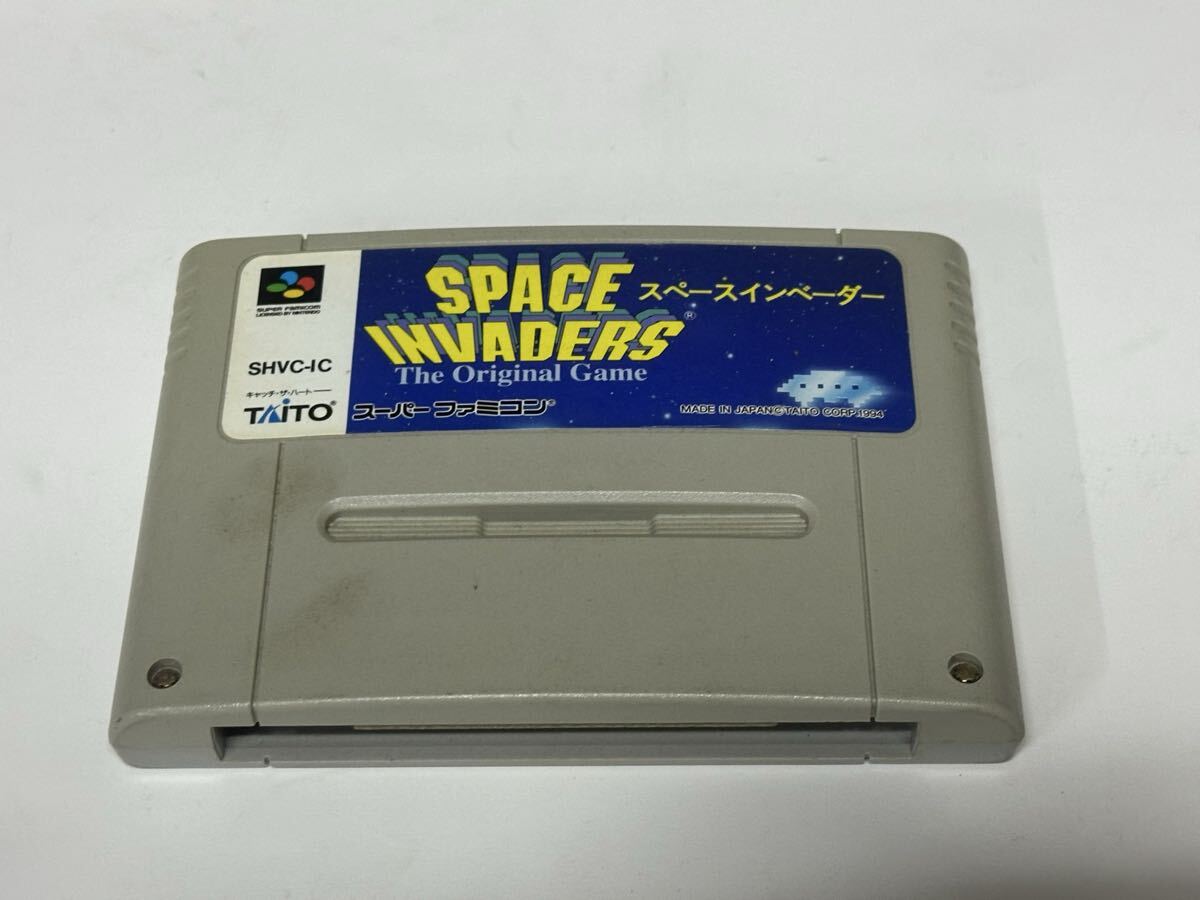 SUPER FAMICOM
LICENSED BY NINTENDO
SHVC-IC
キャッチ・ザ・ハート
TAITO®
SPACE
INVADERS®
The Original Game
スペースインベーダー
スーパーファミコン®
MADE IN JAPAN©TAITO CORP.1994